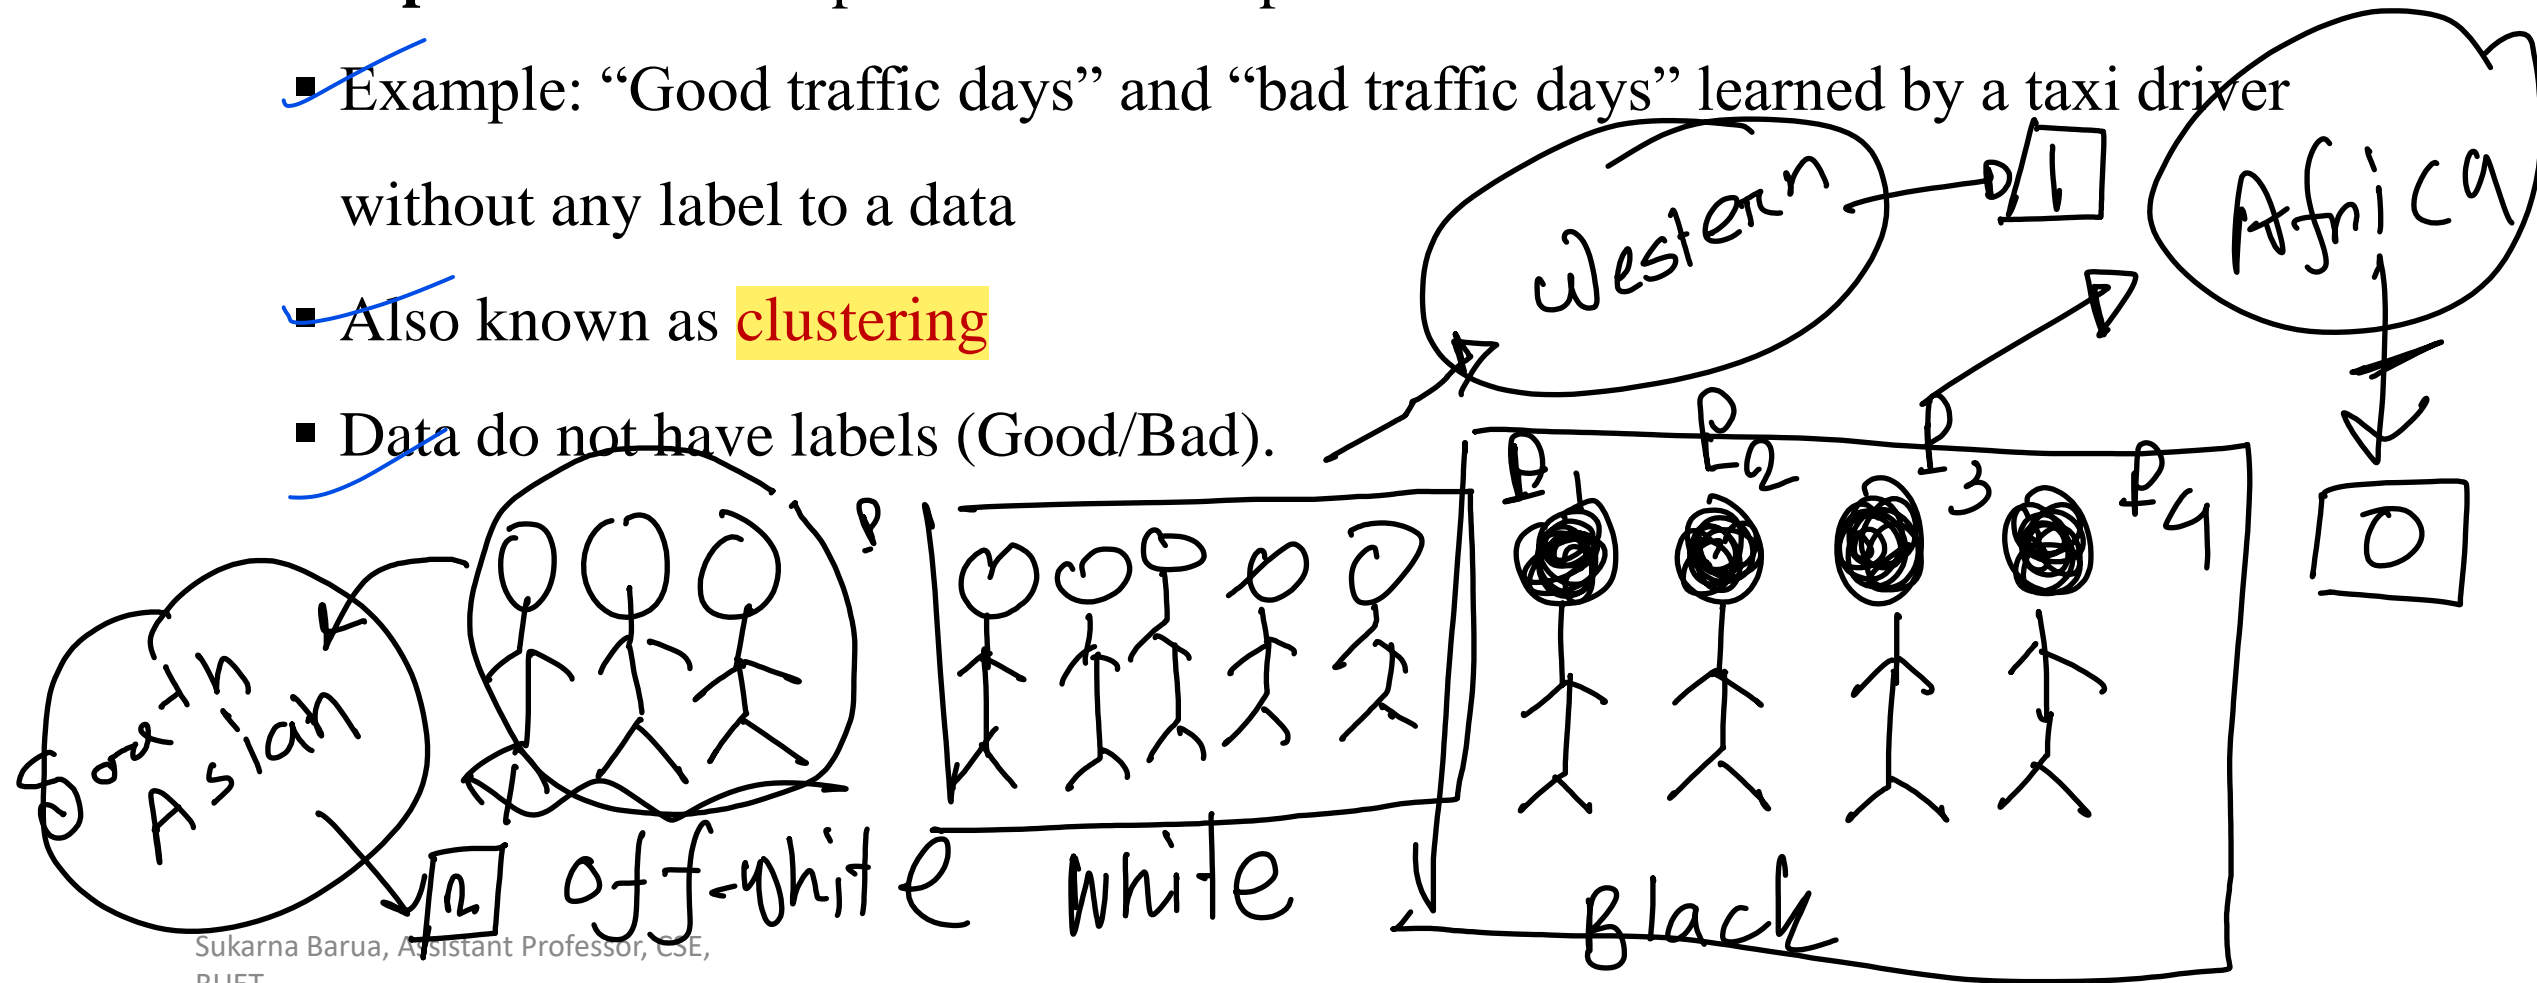 Example: “Good traffic days” and “bad traffic days” learned by a taxi driver
without any label to a data
Also known as clustering
Data do not have labels (Good/Bad).
Western
1
Africa
0
P1
P2
P3
P4
P
South
Asian
2
off-white
white
Black
Sukarna Barua, Assistant Professor, CSE,